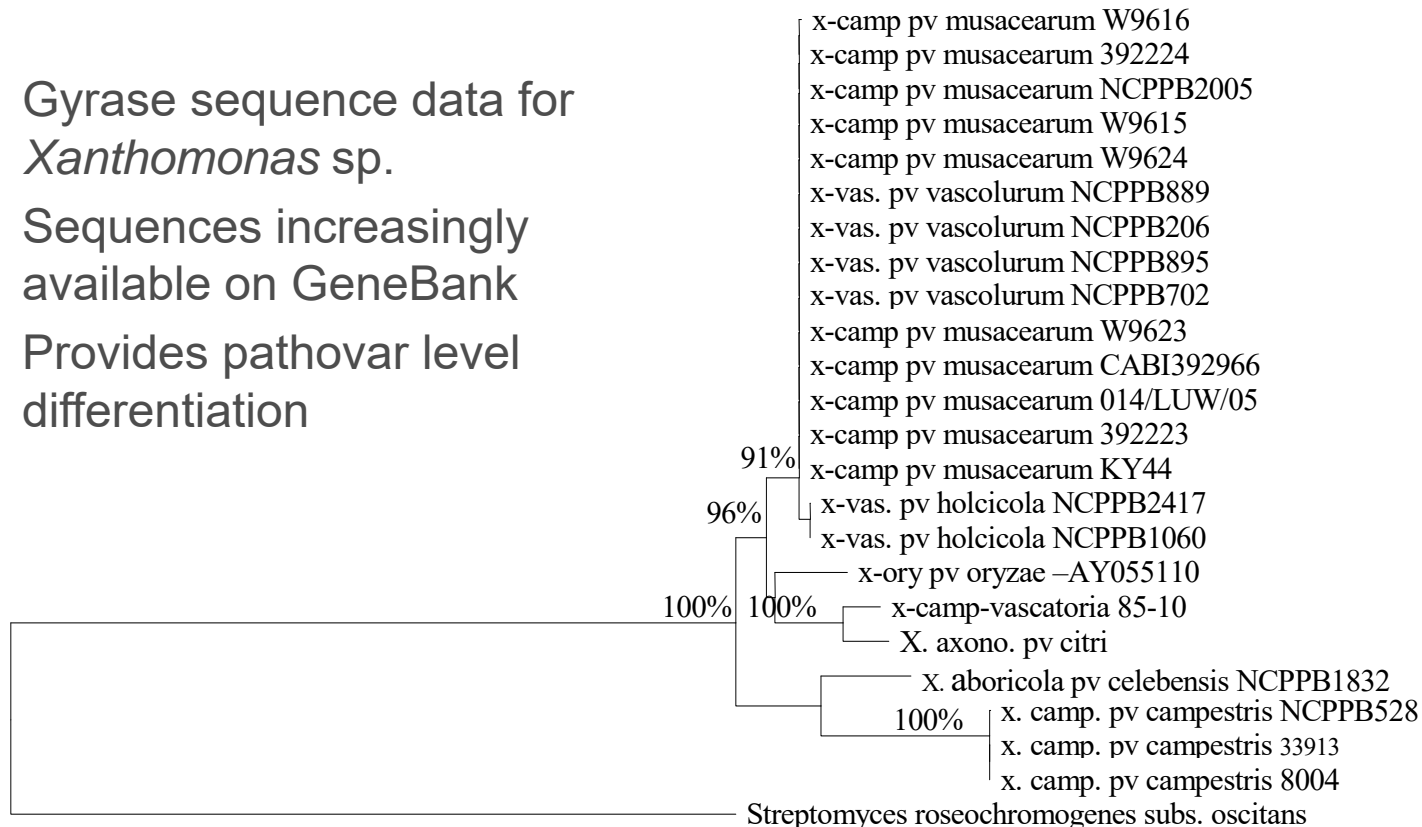 Gyrase sequence data for
Xanthomonas sp.
Sequences increasingly
available on GeneBank
Provides pathovar level
differentiation
x-camp pv musacearum W9616
x-camp pv musacearum 392224
x-camp pv musacearum NCPPB2005
x-camp pv musacearum W9615
x-camp pv musacearum W9624
x-vas. pv vascolurum NCPPB889
x-vas. pv vascolurum NCPPB206
x-vas. pv vascolurum NCPPB895
x-vas. pv vascolurum NCPPB702
x-camp pv musacearum W9623
x-camp pv musacearum CABI392966
x-camp pv musacearum 014/LUW/05
x-camp pv musacearum 392223
91%
x-camp pv musacearum KY44
x-vas. pv holcicola NCPPB2417
96%
x-vas. pv holcicola NCPPB1060
x-ory pv oryzae –AY055110
100%
100%
x-camp-vascatoria 85-10
X. axono. pv citri
X. aboricola pv celebensis NCPPB1832
100%
x. camp. pv campestris NCPPB528
x. camp. pv campestris 33913
x. camp. pv campestris 8004
Streptomyces roseochromogenes subs. oscitans